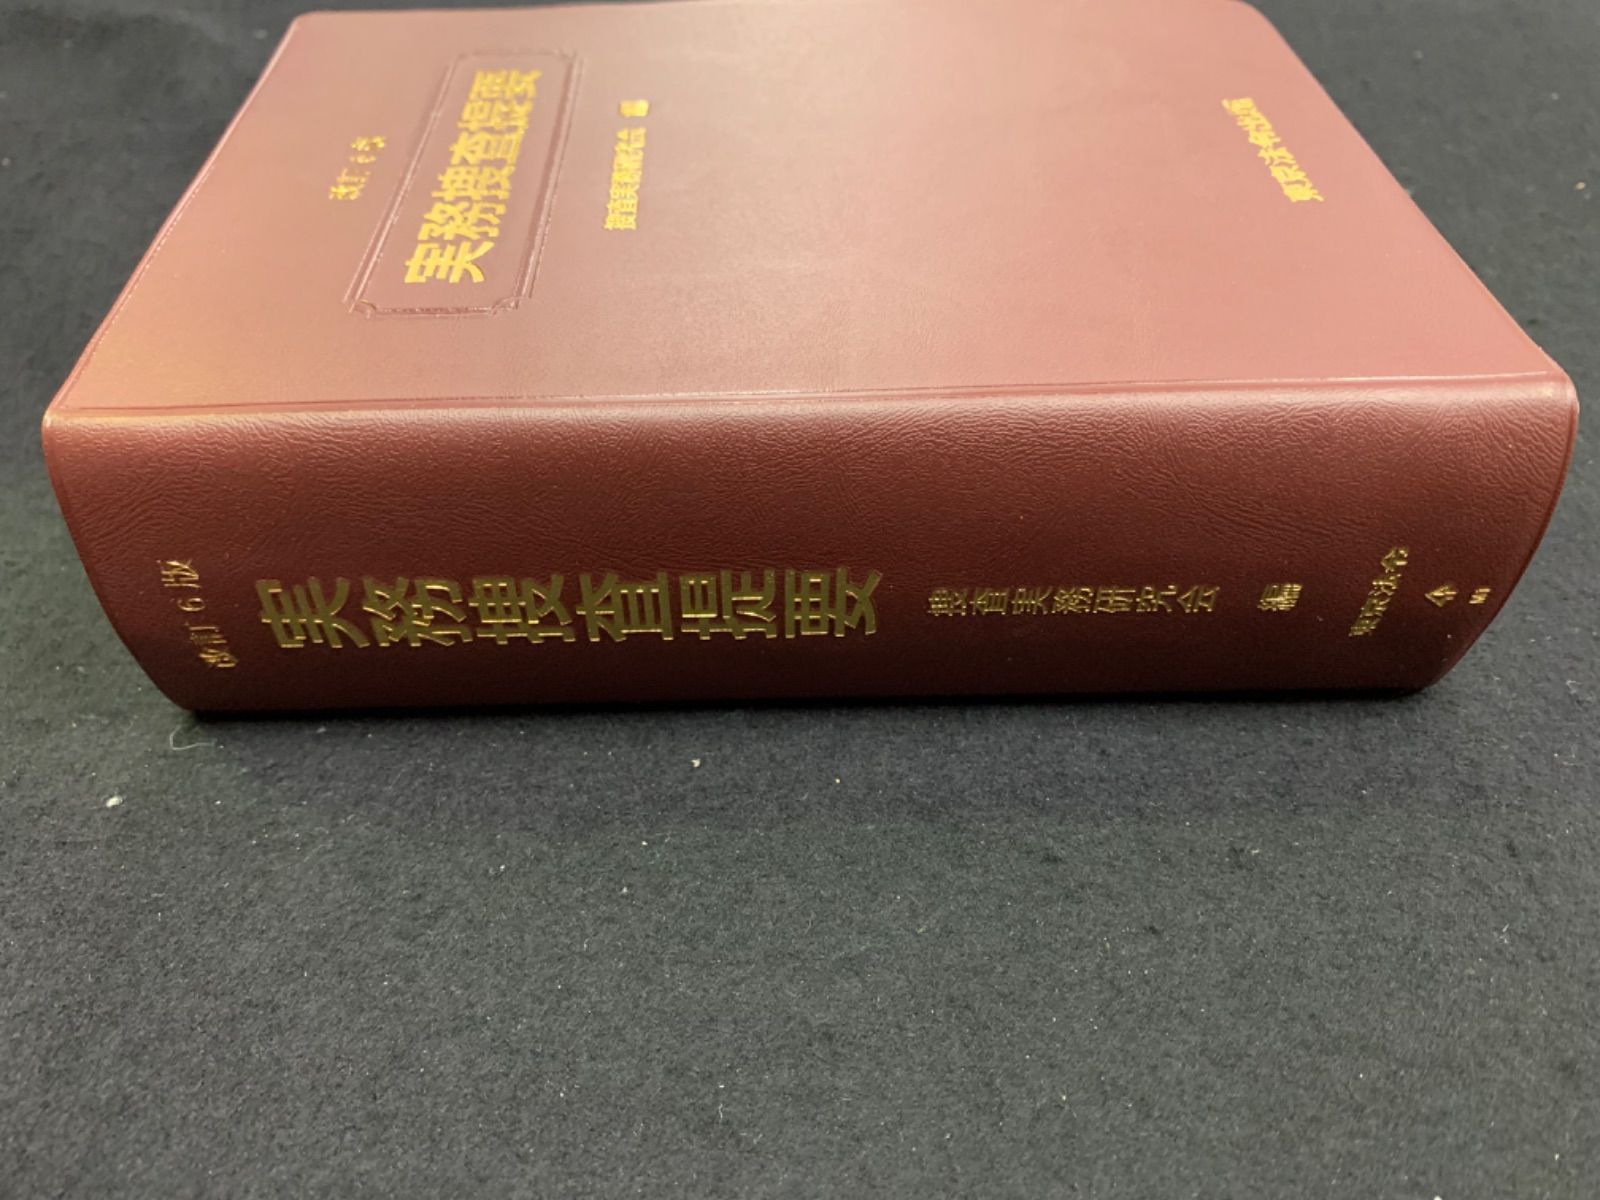 改訂6版
実務捜査提要
捜査実務研究会 編
東京法令出版
改訂6版
実務捜査提要
捜査実務研究会 編
東京法令